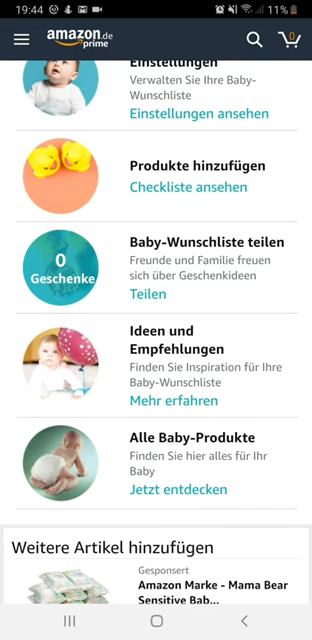 19:44
11%
amazon.de
prime
0
Einstellungen
Verwalten Sie Ihre Baby-
Wunschliste
Einstellungen ansehen
Produkte hinzufügen
Checkliste ansehen
0
Geschenke
Baby-Wunschliste teilen
Freunde und Familie freuen
sich über Geschenkideen
Teilen
Ideen und
Empfehlungen
Finden Sie Inspiration für Ihre
Baby-Wunschliste
Mehr erfahren
Alle Baby-Produkte
Finden Sie hier alles für Ihr
Baby
Jetzt entdecken
Weitere Artikel hinzufügen
Gesponsert
Amazon Marke - Mama Bear
Sensitive Bab...